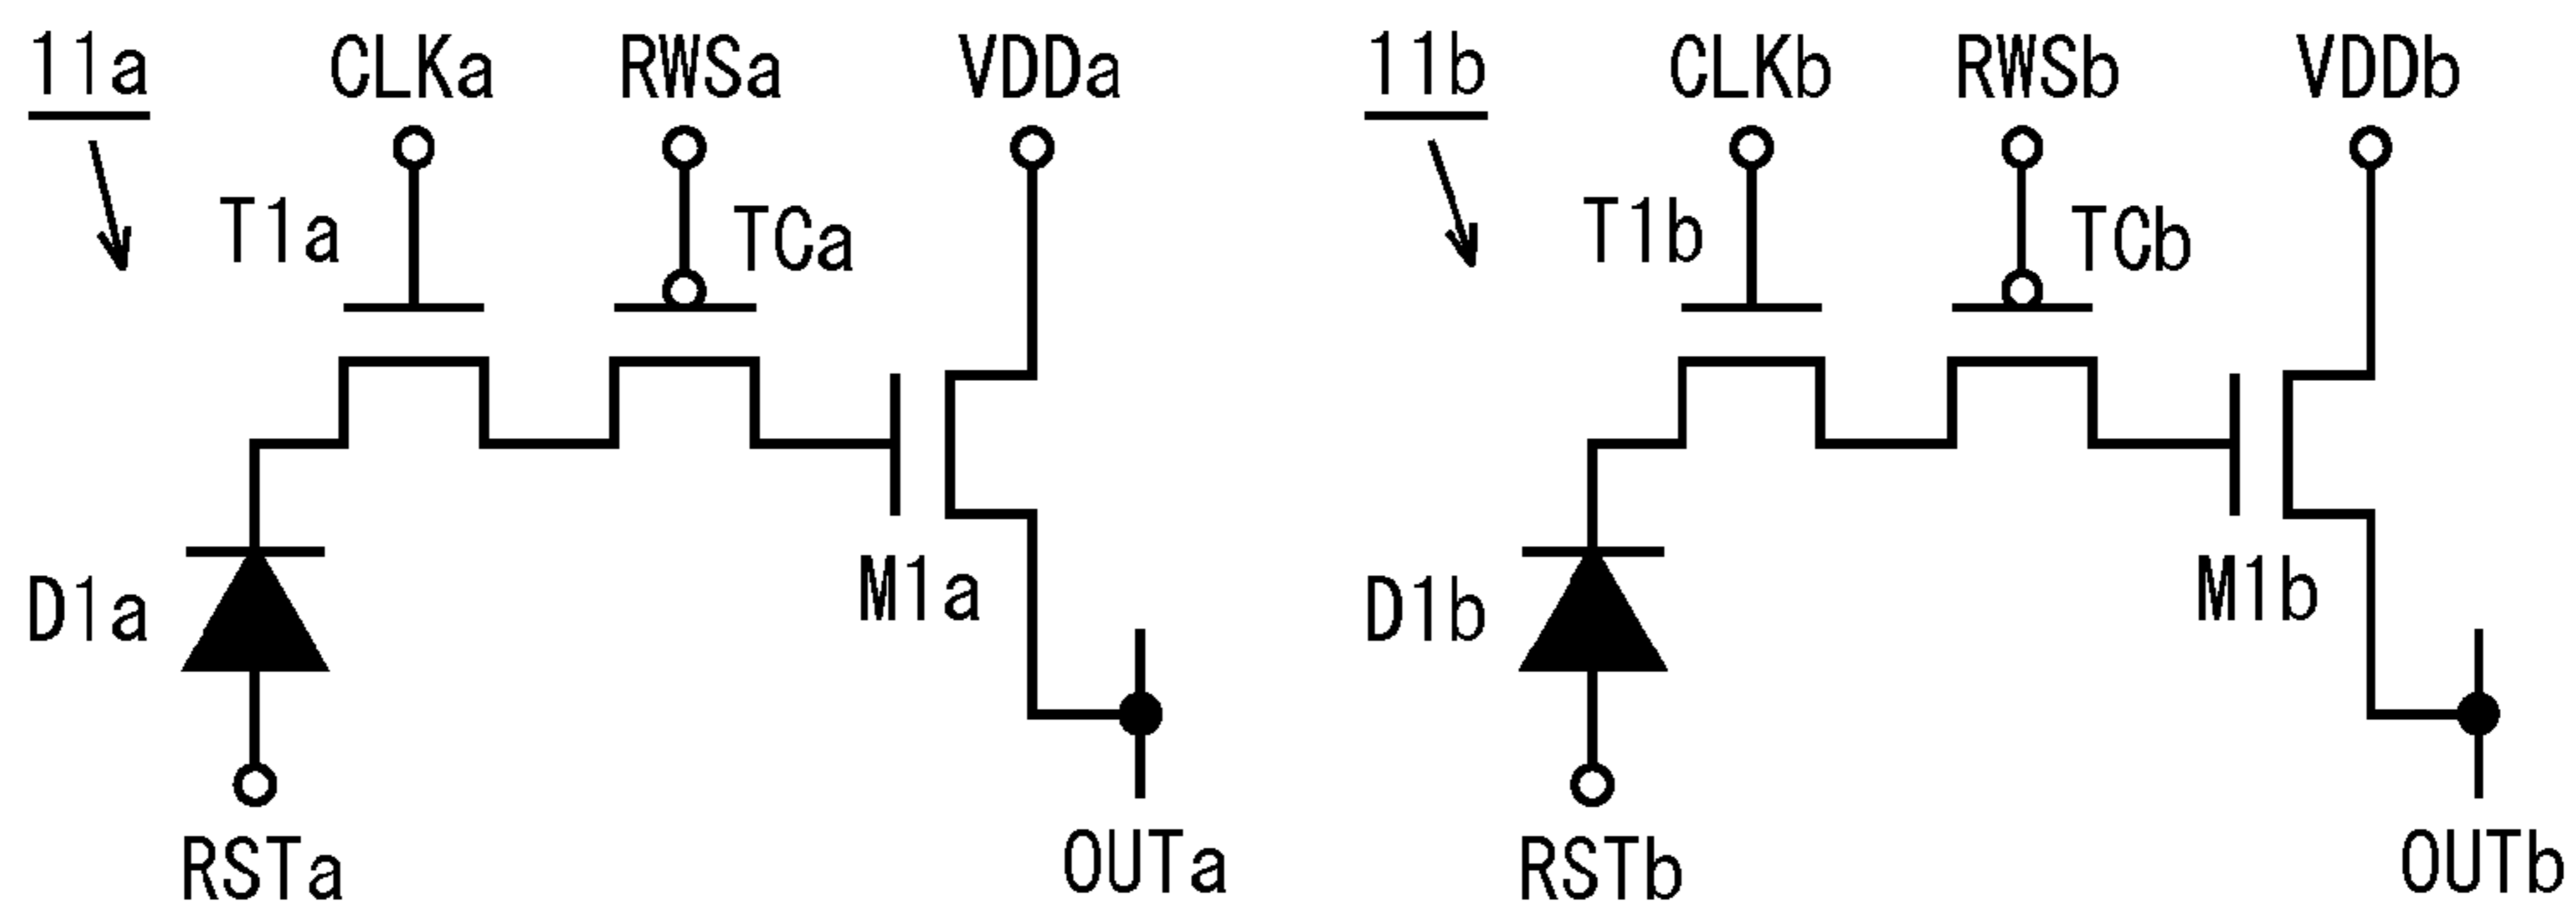 11a CLKa RWSa VDDa
T1a TCa
D1a M1a
RSTa OUTa
11b CLKb RWSb VDDb
T1b TCb
D1b M1b
RSTb OUTb